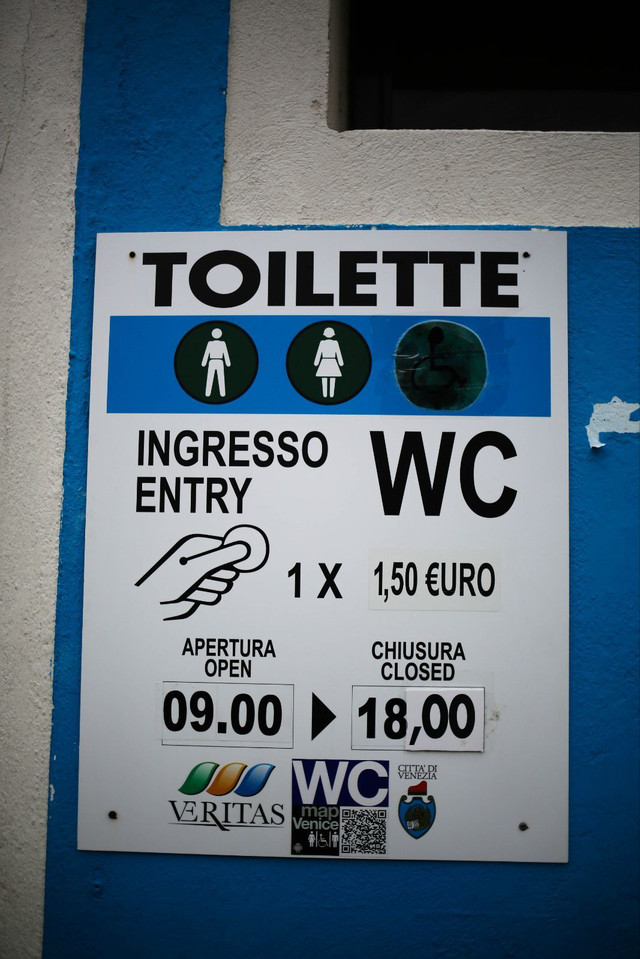 TOILETTE
INGRESSO
ENTRY
WC
1 X 1,50 €URO
APERTURA
OPEN
CHIUSURA
CLOSED
09.00
18,00
VERITAS
WC
map
Venice
CITTA' DI
VENEZIA